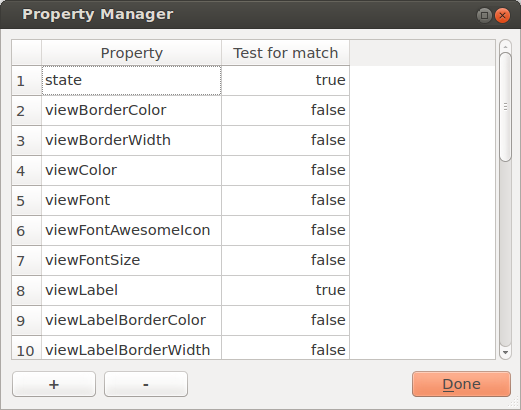 Property Manager
Property Test for match
1 state true
2 viewBorderColor false
3 viewBorderWidth false
4 viewColor false
5 viewFont false
6 viewFontAwesomeIcon false
7 viewFontSize false
8 viewLabel true
9 viewLabelBorderColor false
10 viewLabelBorderWidth false
+ - Done